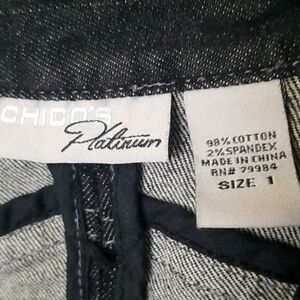 CHICO'S
Platinum
98% COTTON
2% SPANDEX
MADE IN CHINA
RN# 79984
SIZE 1